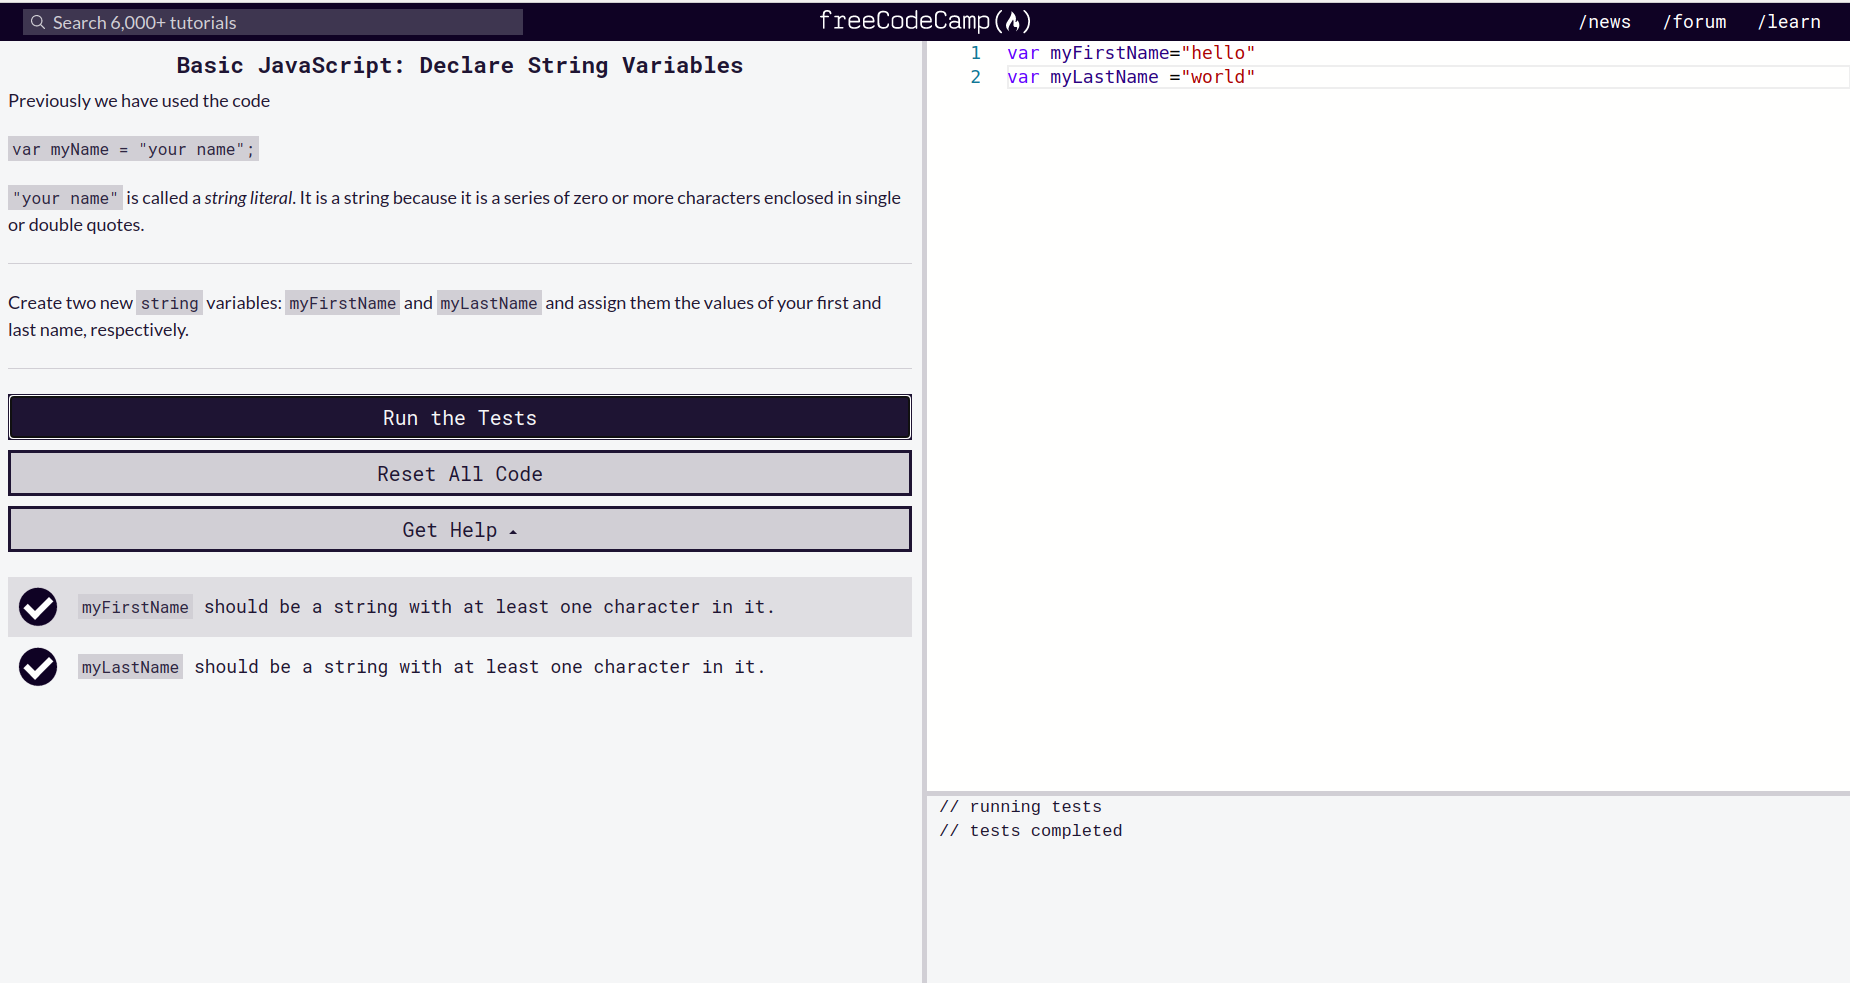 Search 6,000+ tutorials
freeCodeCamp
/news /forum /learn
Basic JavaScript: Declare String Variables
Previously we have used the code
var myName = "your name";
"your name" is called a string literal. It is a string because it is a series of zero or more characters enclosed in single
or double quotes.
Create two new string variables: myFirstName and myLastName and assign them the values of your first and
last name, respectively.
Run the Tests
Reset All Code
Get Help
myFirstName should be a string with at least one character in it.
myLastName should be a string with at least one character in it.
1 var myFirstName="hello"
2 var myLastName ="world"
// running tests
// tests completed